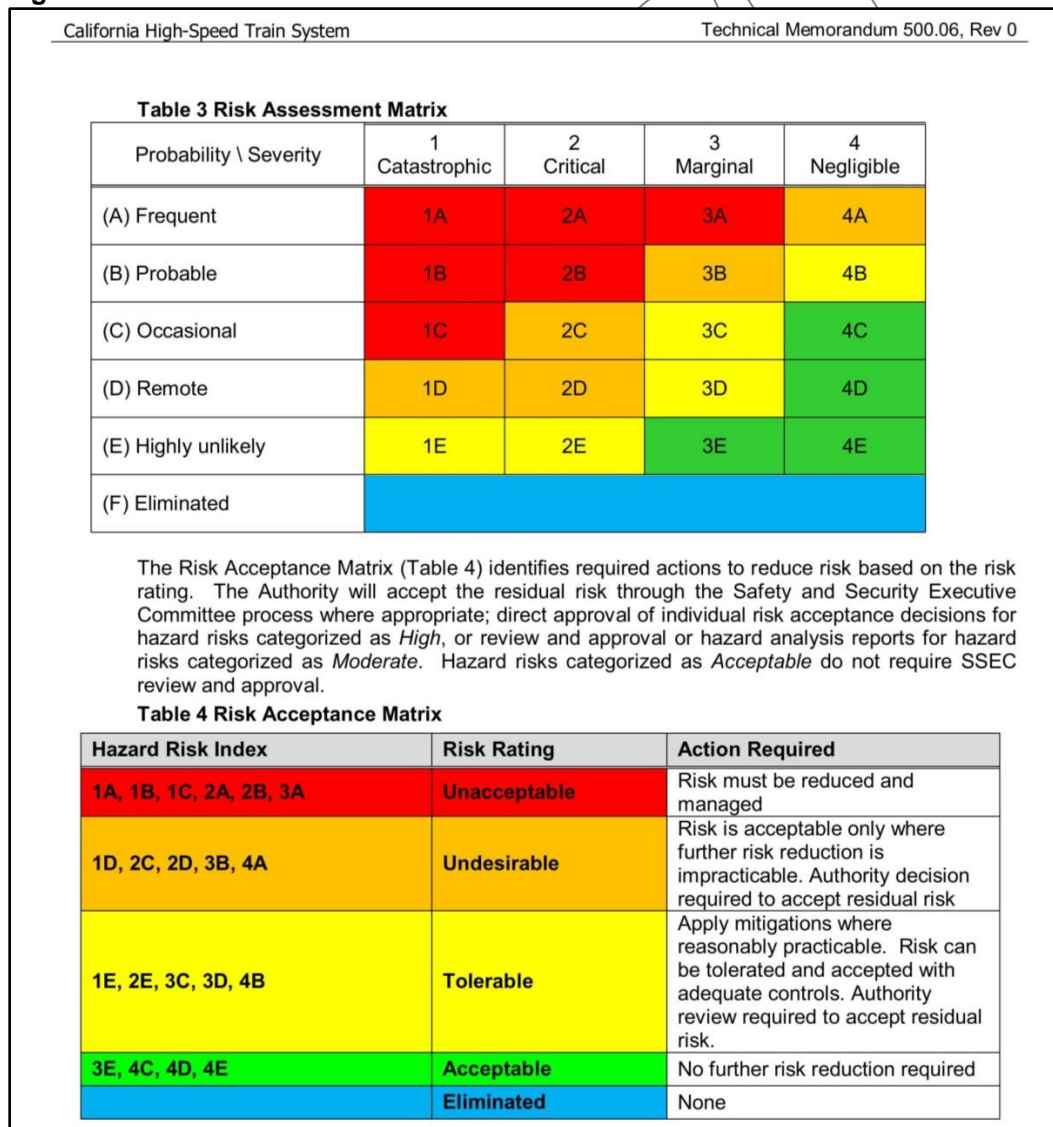 California High-Speed Train System Technical Memorandum 500.06, Rev 0
Table 3 Risk Assessment Matrix
Probability \ Severity 1 Catastrophic 2 Critical 3 Marginal 4 Negligible
(A) Frequent 1A 2A 3A 4A
(B) Probable 1B 2B 3B 4B
(C) Occasional 1C 2C 3C 4C
(D) Remote 1D 2D 3D 4D
(E) Highly unlikely 1E 2E 3E 4E
(F) Eliminated
The Risk Acceptance Matrix (Table 4) identifies required actions to reduce risk based on the risk
rating. The Authority will accept the residual risk through the Safety and Security Executive
Committee process where appropriate; direct approval of individual risk acceptance decisions for
hazard risks categorized as High, or review and approval or hazard analysis reports for hazard
risks categorized as Moderate. Hazard risks categorized as Acceptable do not require SSEC
review and approval.
Table 4 Risk Acceptance Matrix
Hazard Risk Index Risk Rating Action Required
1A, 1B, 1C, 2A, 2B, 3A Unacceptable Risk must be reduced and
managed
1D, 2C, 2D, 3B, 4A Undesirable Risk is acceptable only where
further risk reduction is
impracticable. Authority decision
required to accept residual risk
1E, 2E, 3C, 3D, 4B Tolerable Apply mitigations where
reasonably practicable. Risk can
be tolerated and accepted with
adequate controls. Authority
review required to accept residual
risk.
3E, 4C, 4D, 4E Acceptable No further risk reduction required
Eliminated None